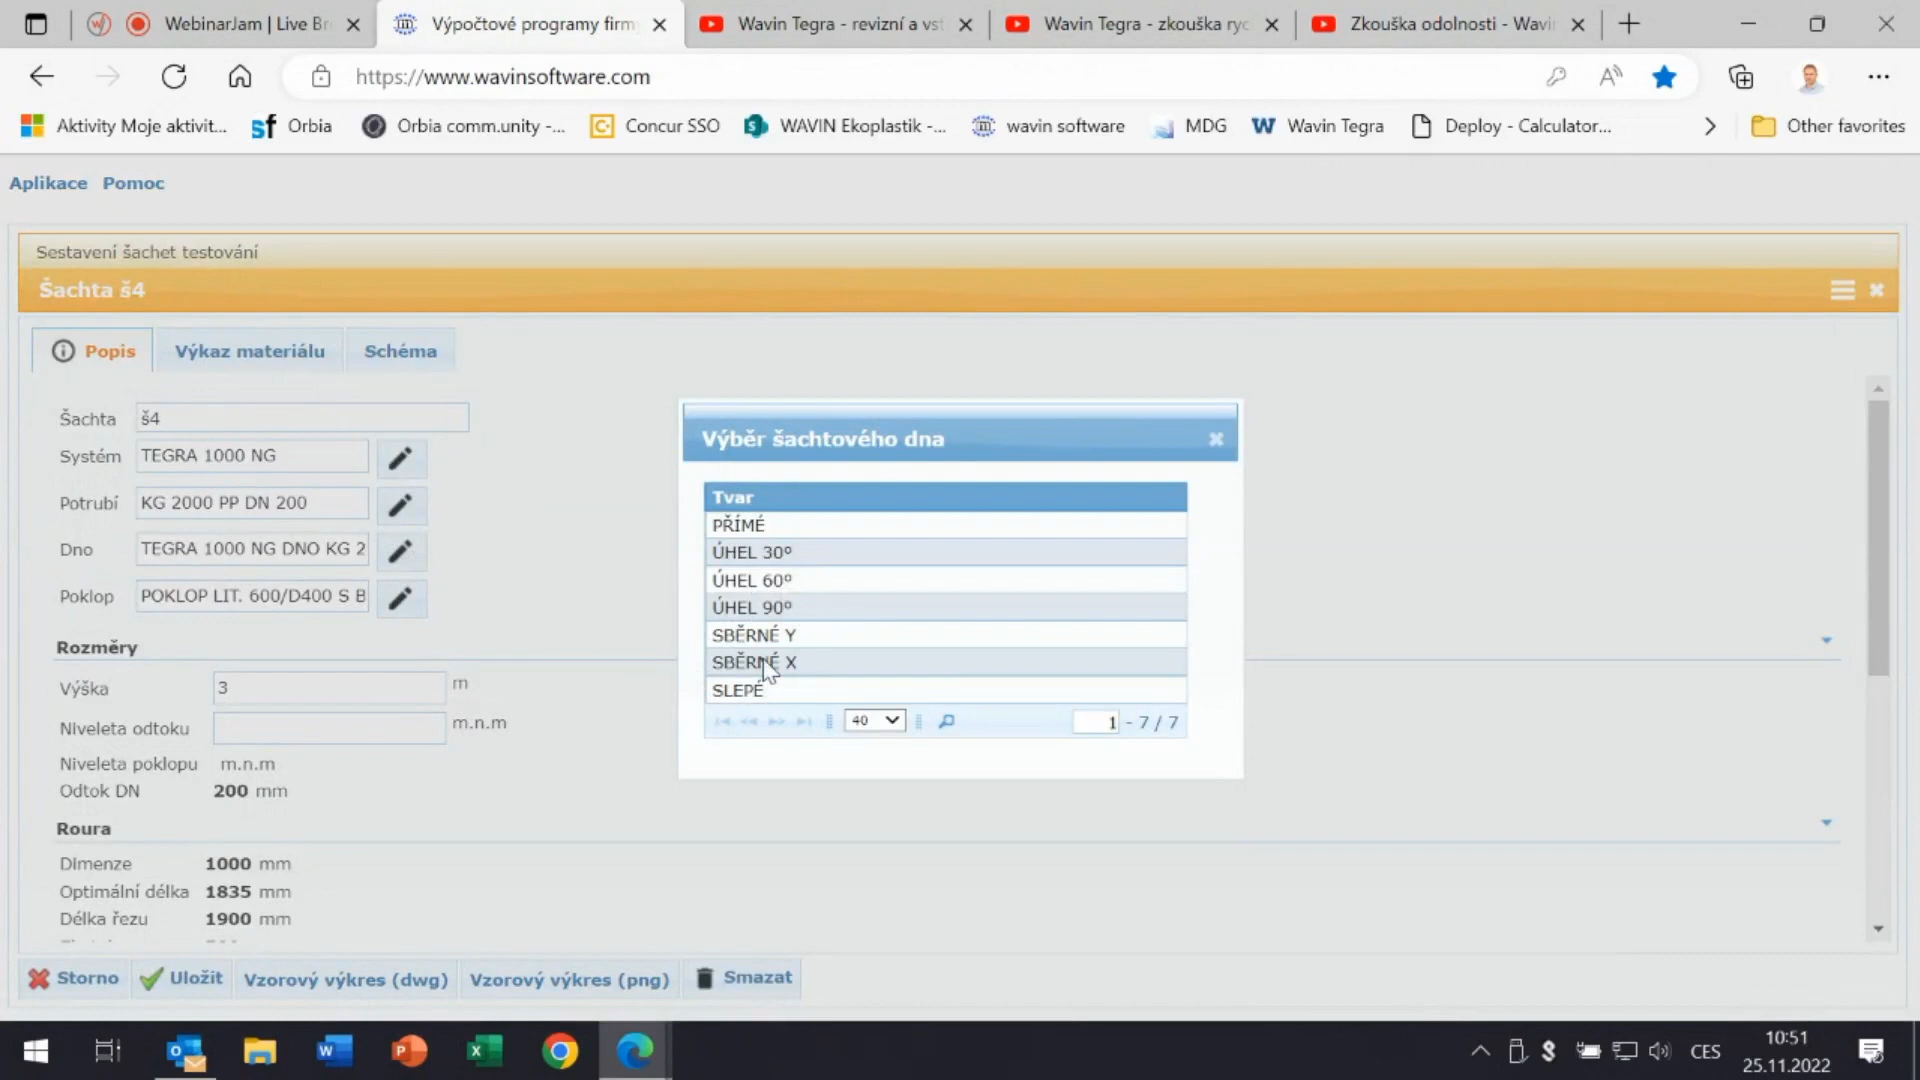 WebinarJam | Live Br
Výpočtové programy firm
Wavin Tegra - revizní a vst
Wavin Tegra - zkouška ryc
Zkouška odolnosti - Wavi
https://www.wavinsoftware.com
Aktivity Moje aktivit...
Orbia
Orbia comm.unity -...
Concur SSO
WAVIN Ekoplastik -...
wavin software
MDG
Wavin Tegra
Deploy - Calculator...
Other favorites
Aplikace Pomoc
Sestavení šachet testování
Šachta š4
Popis
Výkaz materiálu
Schéma
Šachta š4
Systém TEGRA 1000 NG
Potrubí KG 2000 PP DN 200
Dno TEGRA 1000 NG DNO KG 2
Poklop POKLOP LIT. 600/D400 S B
Rozměry
Výška 3 m
Niveleta odtoku m.n.m
Niveleta poklopu m.n.m
Odtok DN 200 mm
Roura
Dimenze 1000 mm
Optimální délka 1835 mm
Délka řezu 1900 mm
Výběr šachtového dna
Tvar
PŘÍMÉ
ÚHEL 30º
ÚHEL 60º
ÚHEL 90º
SBĚRNÉ Y
SBĚRNÉ X
SLEPÉ
40 1 - 7 / 7
Storno
Uložit
Vzorový výkres (dwg)
Vzorový výkres (png)
Smazat
CES
10:51
25.11.2022